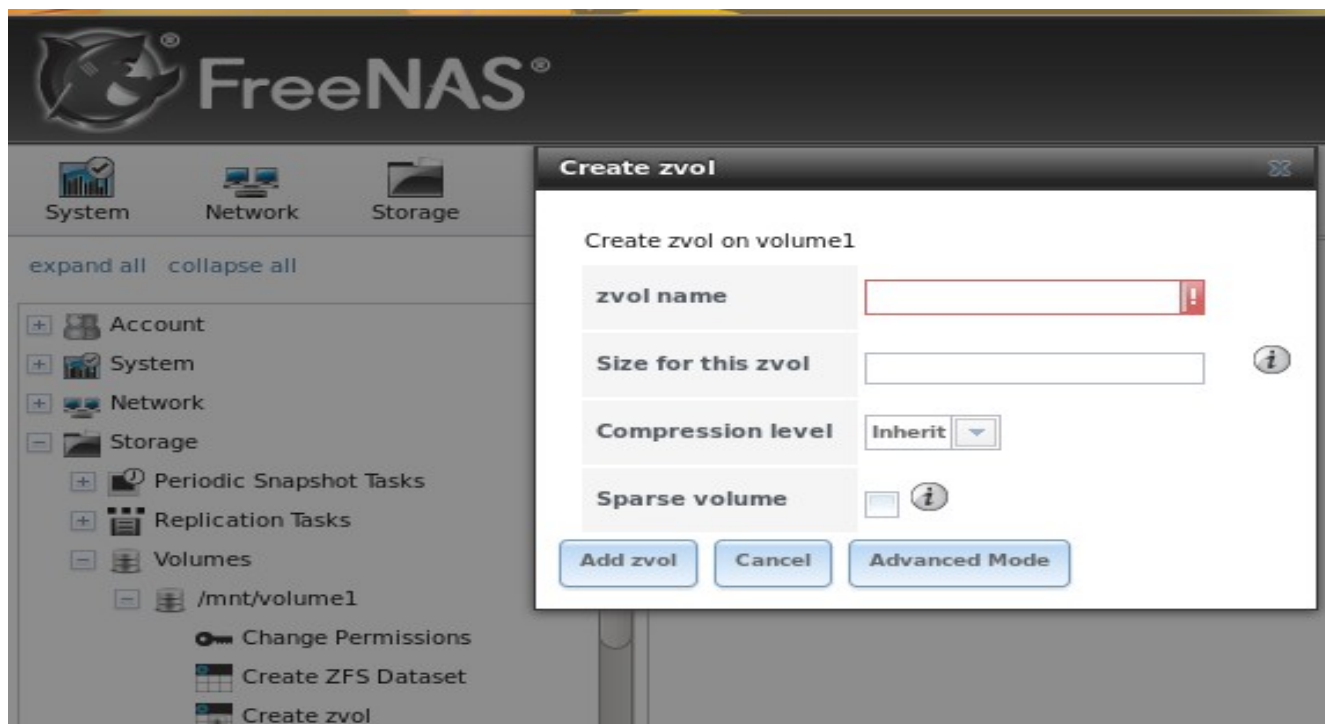 FreeNAS®
System
Network
Storage
expand all collapse all
Account
System
Network
Storage
Periodic Snapshot Tasks
Replication Tasks
Volumes
/mnt/volume1
Change Permissions
Create ZFS Dataset
Create zvol
Create zvol
Create zvol on volume1
zvol name
!
Size for this zvol
i
Compression level Inherit
Sparse volume
i
Add zvol Cancel Advanced Mode